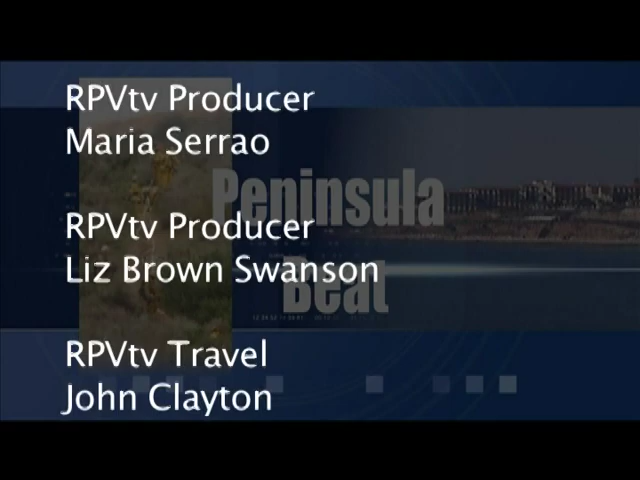 RPVtv Producer
Maria Serrao
Peninsula
RPVtv Producer
Liz Brown Swanson
Beat
RPVtv Travel
John Clayton